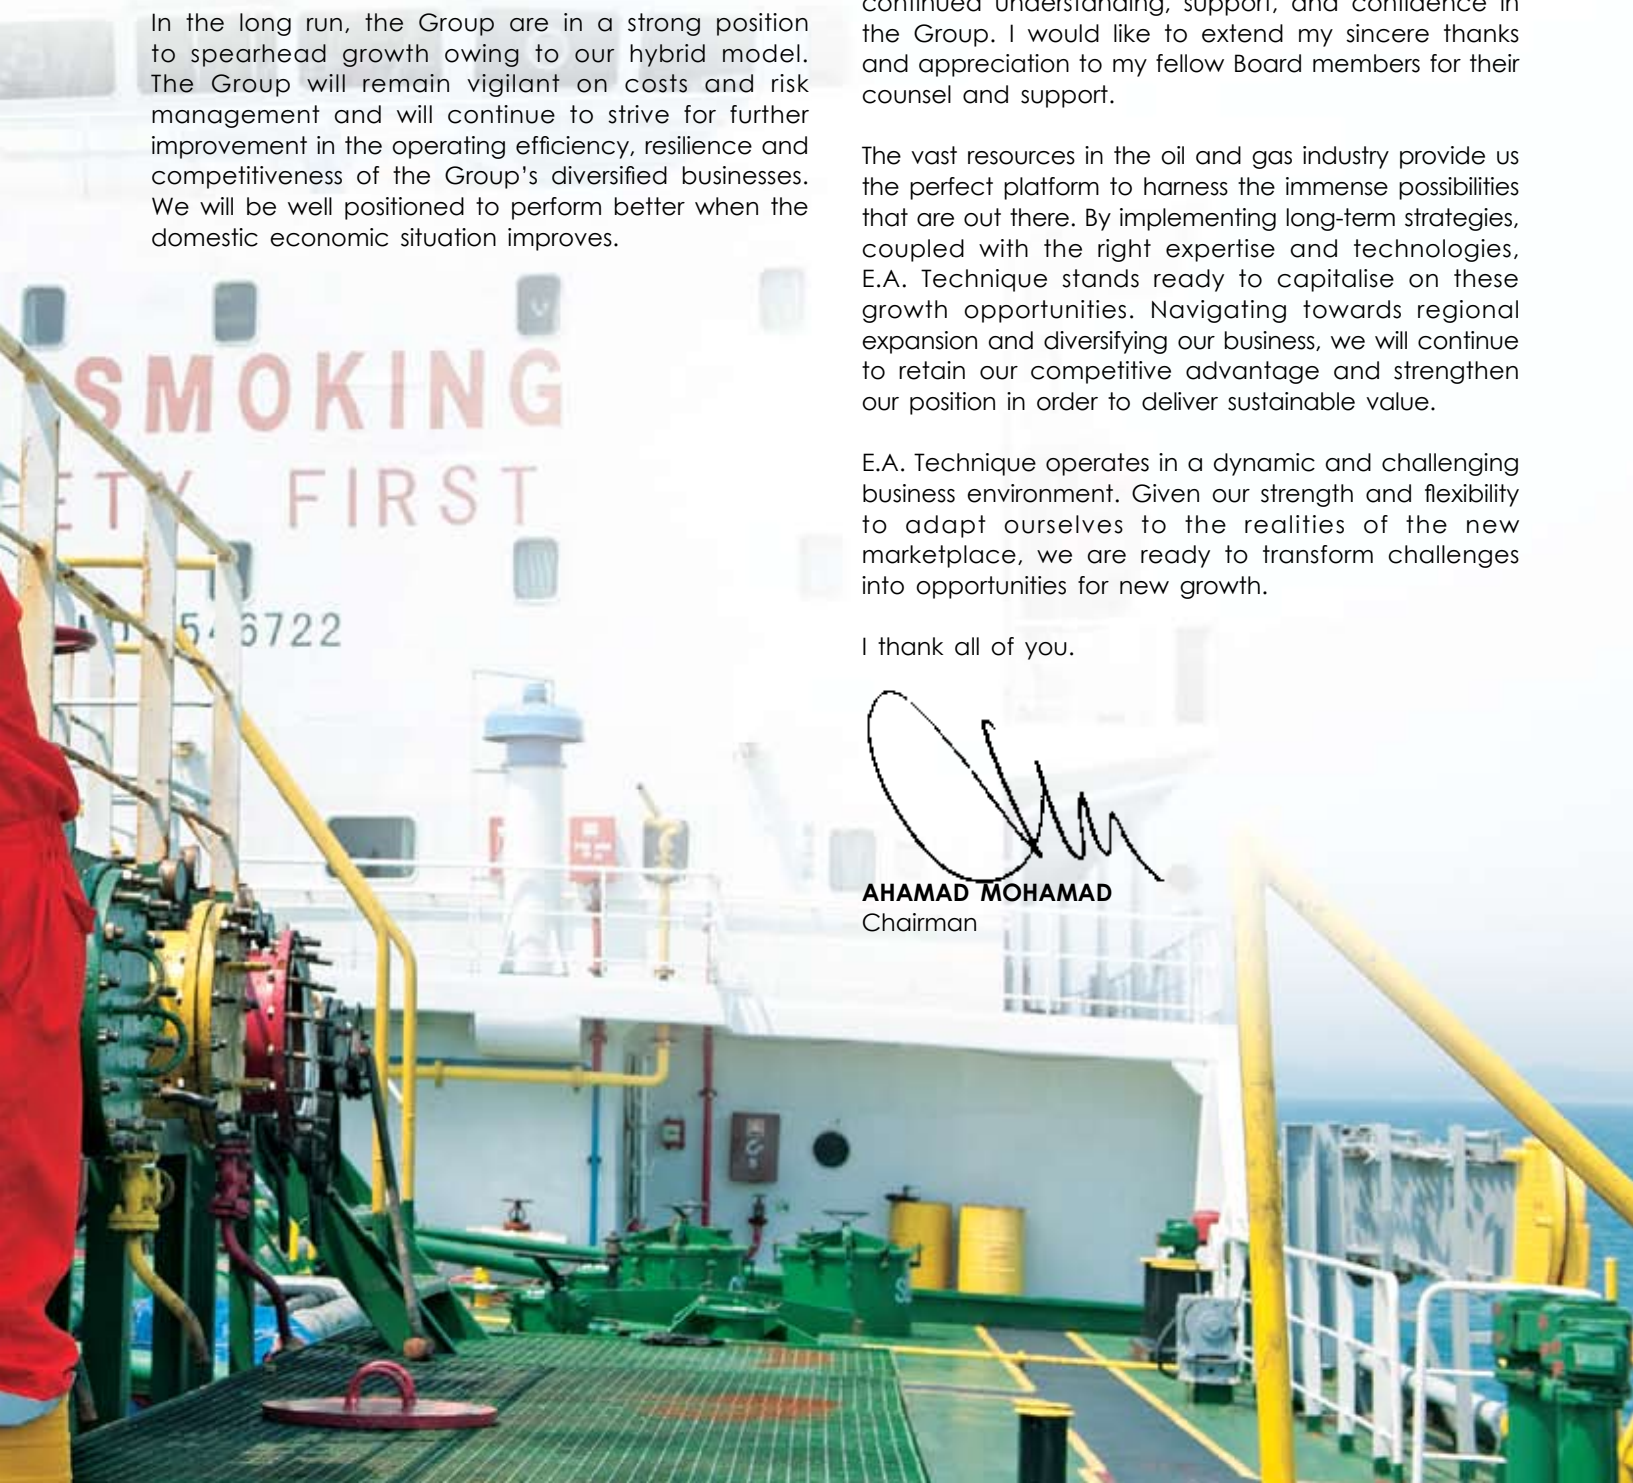 In the long run, the Group are in a strong position
to spearhead growth owing to our hybrid model.
The Group will remain vigilant on costs and risk
management and will continue to strive for further
improvement in the operating efficiency, resilience and
competitiveness of the Group’s diversified businesses.
We will be well positioned to perform better when the
domestic economic situation improves.
continued understanding, support, and confidence in
the Group. I would like to extend my sincere thanks
and appreciation to my fellow Board members for their
counsel and support.
The vast resources in the oil and gas industry provide us
the perfect platform to harness the immense possibilities
that are out there. By implementing long-term strategies,
coupled with the right expertise and technologies,
E.A. Technique stands ready to capitalise on these
growth opportunities. Navigating towards regional
expansion and diversifying our business, we will continue
to retain our competitive advantage and strengthen
our position in order to deliver sustainable value.
E.A. Technique operates in a dynamic and challenging
business environment. Given our strength and flexibility
to adapt ourselves to the realities of the new
marketplace, we are ready to transform challenges
into opportunities for new growth.
I thank all of you.
AHAMAD MOHAMAD
Chairman
SMOKING
ETY FIRST
6722